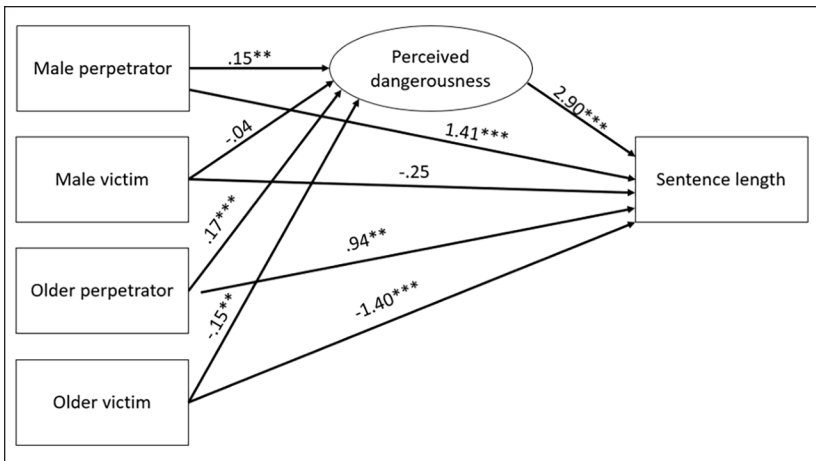 Male perpetrator
.15**
Perceived
dangerousness
2.90***
-.04
1.41***
Male victim
-.25
Sentence length
.17***
Older perpetrator
.94**
-.15**
-1.40***
Older victim